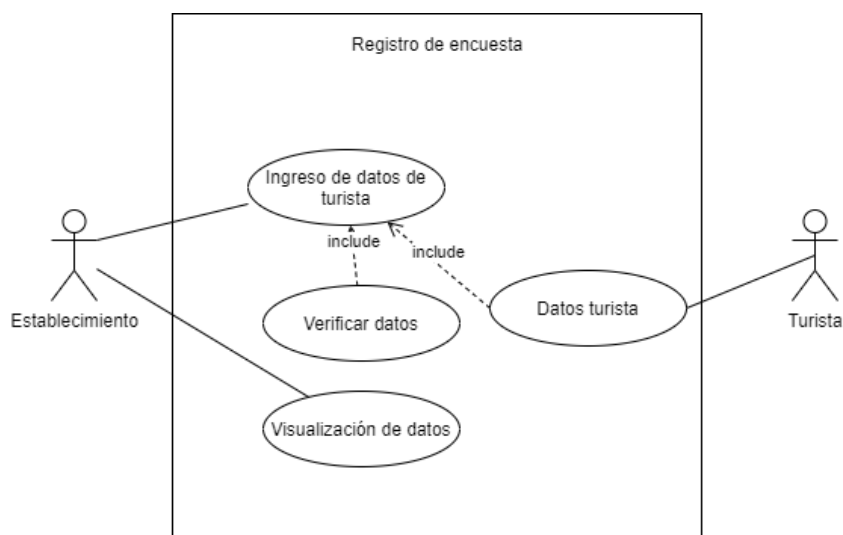 Registro de encuesta
Ingreso de datos de
turista
include
include
Establecimiento
Verificar datos
Datos turista
Turista
Visualización de datos